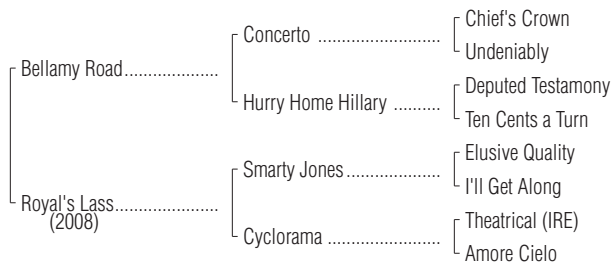 Chief's Crown
Concerto ........................
Undeniably
Bellamy Road...................
Deputed Testamony
Hurry Home Hillary ..........
Ten Cents a Turn
Elusive Quality
Smarty Jones...................
I'll Get Along
Royal's Lass.....................
(2008)
Theatrical (IRE)
Cyclorama .......................
Amore Cielo